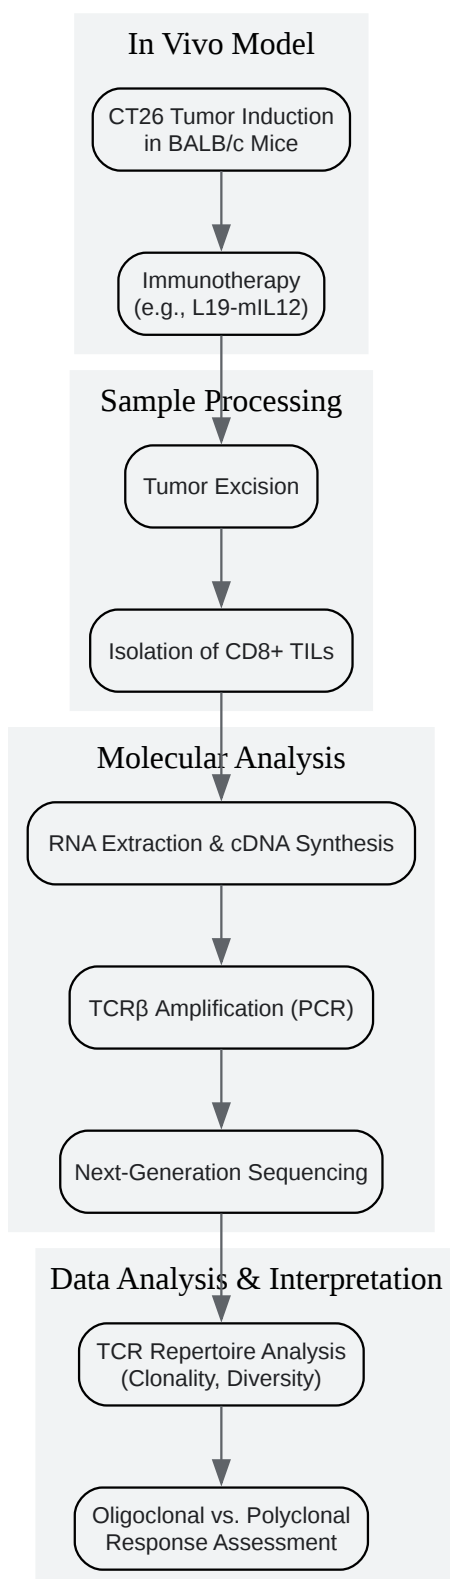 In Vivo Model
CT26 Tumor Induction
in BALB/c Mice
Immunotherapy
(e.g., L19-mIL12)
Sample Processing
Tumor Excision
Isolation of CD8+ TILs
Molecular Analysis
RNA Extraction & cDNA Synthesis
TCRβ Amplification (PCR)
Next-Generation Sequencing
Data Analysis & Interpretation
TCR Repertoire Analysis
(Clonality, Diversity)
Oligoclonal vs. Polyclonal
Response Assessment